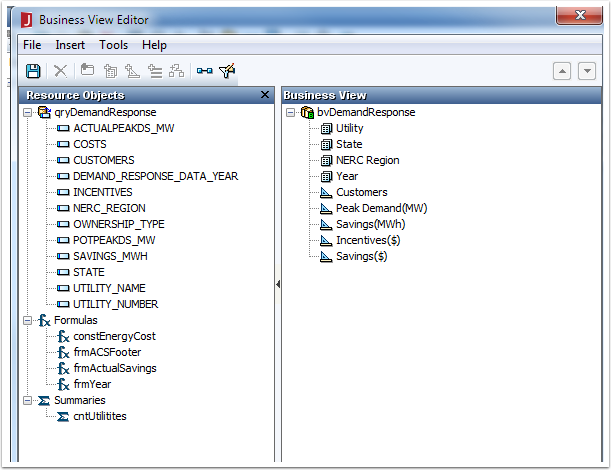 Business View Editor
File Insert Tools Help
Resource Objects
qryDemandResponse
ACTUALPEAKDS_MW
COSTS
CUSTOMERS
DEMAND_RESPONSE_DATA_YEAR
INCENTIVES
NERC_REGION
OWNERSHIP_TYPE
POTPEAKDS_MW
SAVINGS_MWH
STATE
UTILITY_NAME
UTILITY_NUMBER
Formulas
constEnergyCost
frmACSFooter
frmActualSavings
frmYear
Summaries
cntUtilitites
Business View
bvDemandResponse
Utility
State
NERC Region
Year
Customers
Peak Demand(MW)
Savings(MWh)
Incentives($)
Savings($)